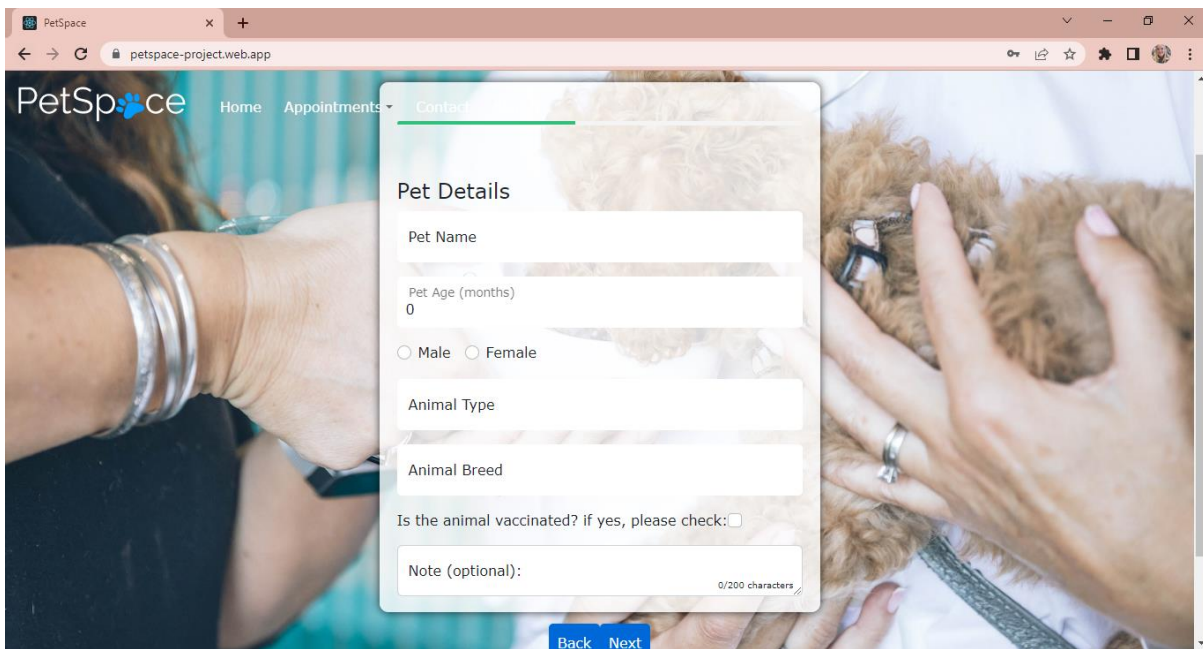 PetSpace
petspace-project.web.app
PetSpace Home Appointments Contact
Pet Details
Pet Name
Pet Age (months)
0
Male Female
Animal Type
Animal Breed
Is the animal vaccinated? if yes, please check:
Note (optional):
0/200 characters
Back Next